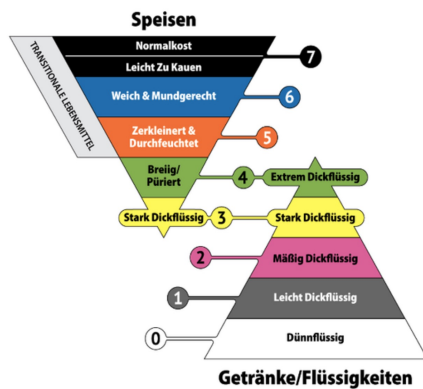 Speisen
TRANSITIONALE LEBENSMITTEL
Normalkost
7
Leicht Zu Kauen
Weich & Mundgerecht
6
Zerkleinert &
Durchfeuchtet
5
Breiig/
Püriert
4
Extrem Dickflüssig
Stark Dickflüssig
3
Stark Dickflüssig
2
Mäßig Dickflüssig
1
Leicht Dickflüssig
0
Dünnflüssig
Getränke/Flüssigkeiten